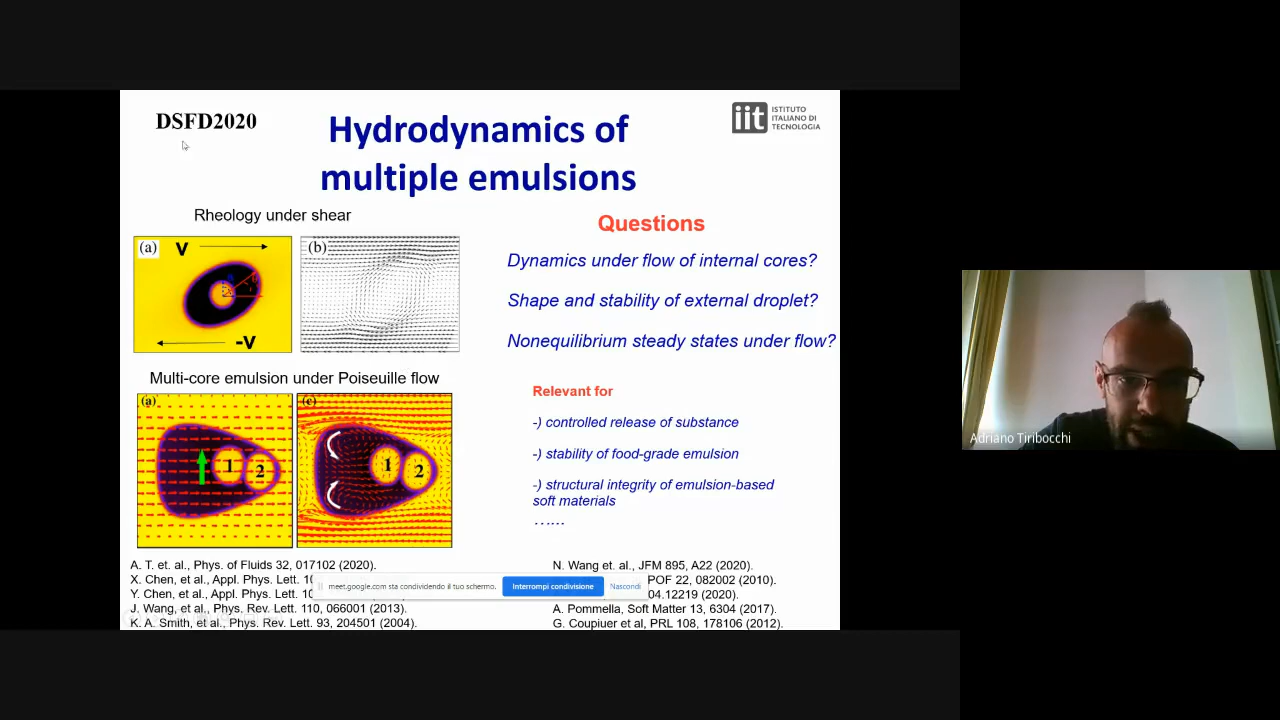 DSFD2020
Hydrodynamics of
multiple emulsions
iit
ISTITUTO
ITALIANO DI
TECNOLOGIA
Rheology under shear
(a)
V
-V
(b)
Multi-core emulsion under Poiseuille flow
(a)
1
2
(c)
1
2
Questions
Dynamics under flow of internal cores?
Shape and stability of external droplet?
Nonequilibrium steady states under flow?
Relevant for
-) controlled release of substance
-) stability of food-grade emulsion
-) structural integrity of emulsion-based
soft materials
......
A. T. et. al., Phys. of Fluids 32, 017102 (2020).
X. Chen, et al., Appl. Phys. Lett. 10
Y. Chen, et al., Appl. Phys. Lett. 10
J. Wang, et al., Phys. Rev. Lett. 110, 066001 (2013).
K. A. Smith, et al., Phys. Rev. Lett. 93, 204501 (2004).
N. Wang et. al., JFM 895, A22 (2020).
POF 22, 082002 (2010).
04.12219 (2020).
A. Pommella, Soft Matter 13, 6304 (2017).
G. Coupiuer et al, PRL 108, 178106 (2012).
meet.google.com sta condividendo il tuo schermo.
Interrompi condivisione
Nascondi
Adriano Tiribocchi